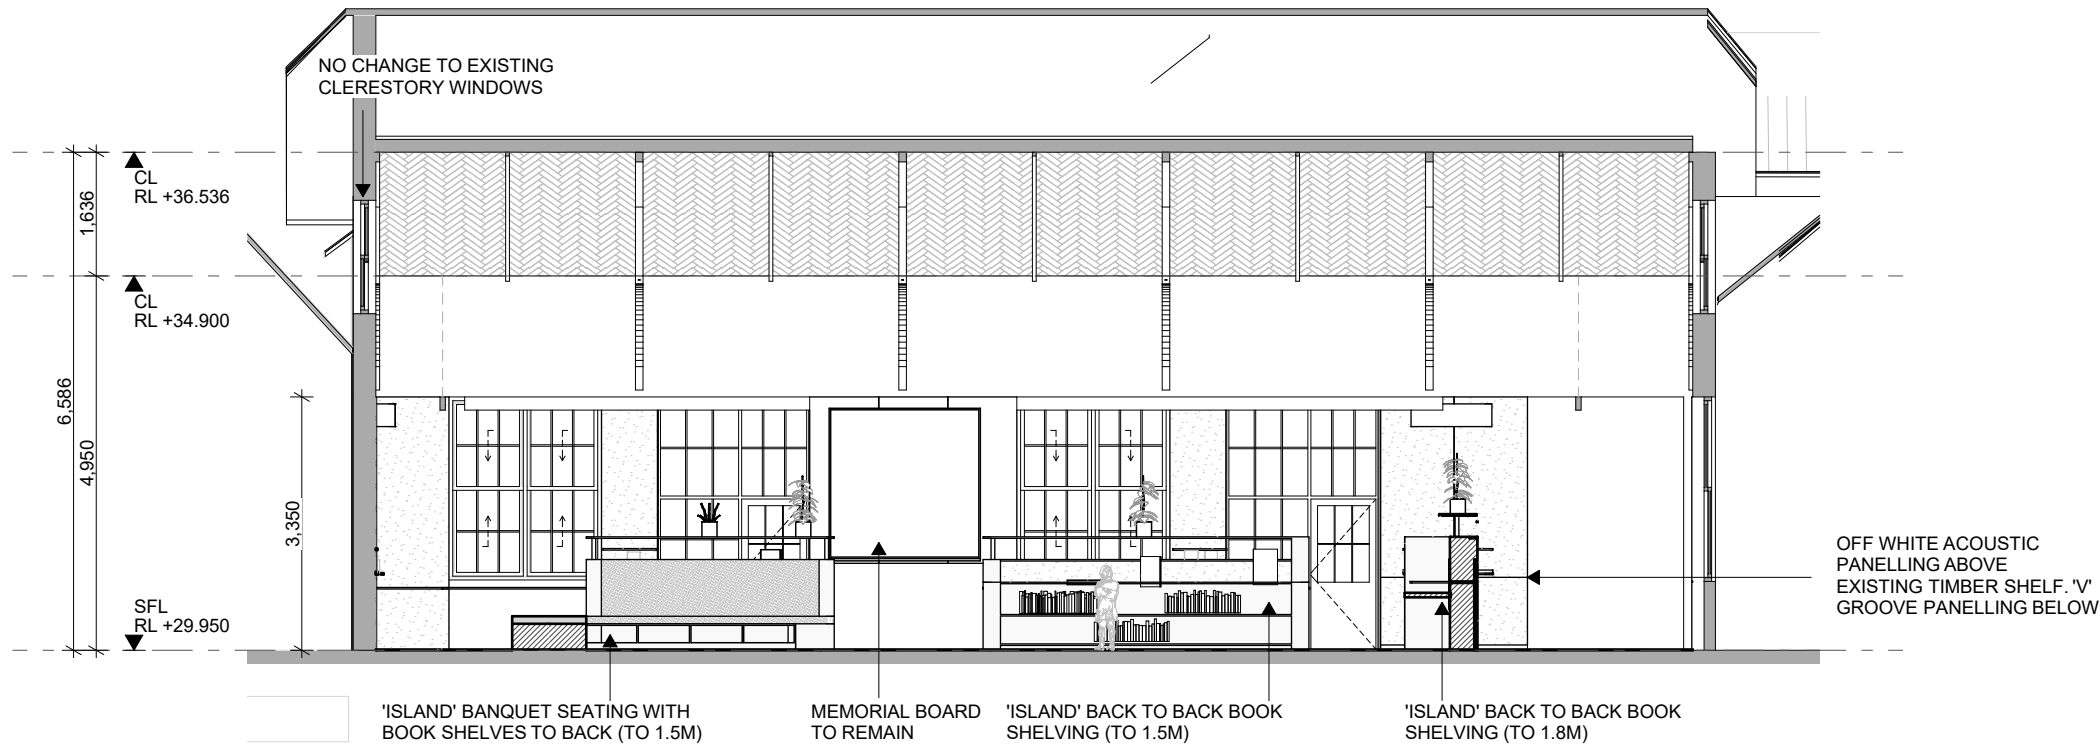 NO CHANGE TO EXISTING
CLERESTORY WINDOWS
CL
RL +36.536
1,636
CL
RL +34.900
6,586
4,950
3,350
SFL
RL +29.950
OFF WHITE ACOUSTIC
PANELLING ABOVE
EXISTING TIMBER SHELF. 'V'
GROOVE PANELLING BELOW
'ISLAND' BANQUET SEATING WITH
BOOK SHELVES TO BACK (TO 1.5M)
MEMORIAL BOARD
TO REMAIN
'ISLAND' BACK TO BACK BOOK
SHELVING (TO 1.5M)
'ISLAND' BACK TO BACK BOOK
SHELVING (TO 1.8M)